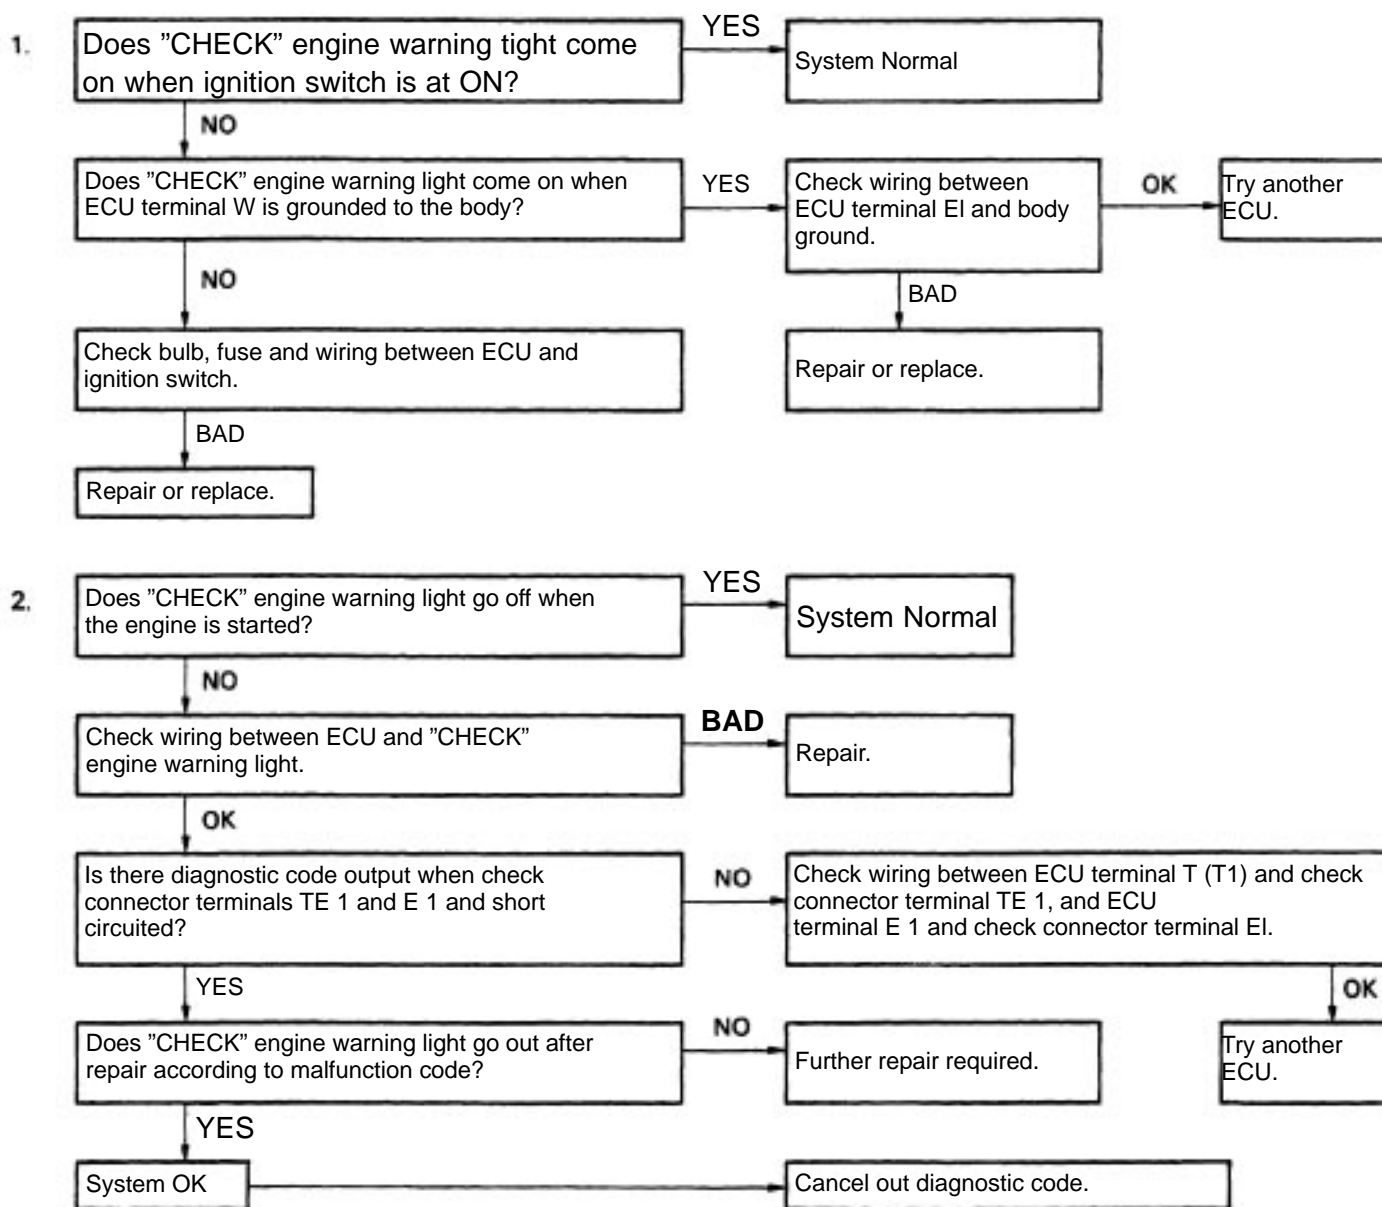 1.
Does ”CHECK” engine warning tight come
on when ignition switch is at ON?
YES
System Normal
NO
Does ”CHECK” engine warning light come on when
ECU terminal W is grounded to the body?
YES
Check wiring between
ECU terminal El and body
ground.
OK
Try another
ECU.
NO
BAD
Check bulb, fuse and wiring between ECU and
ignition switch.
Repair or replace.
BAD
Repair or replace.
2.
Does ”CHECK” engine warning light go off when
the engine is started?
YES
System Normal
NO
Check wiring between ECU and ”CHECK”
engine warning light.
BAD
Repair.
OK
Is there diagnostic code output when check
connector terminals TE 1 and E 1 and short
circuited?
NO
Check wiring between ECU terminal T (T1) and check
connector terminal TE 1, and ECU
terminal E 1 and check connector terminal El.
YES
OK
Does ”CHECK” engine warning light go out after
repair according to malfunction code?
NO
Further repair required.
Try another
ECU.
YES
System OK
Cancel out diagnostic code.